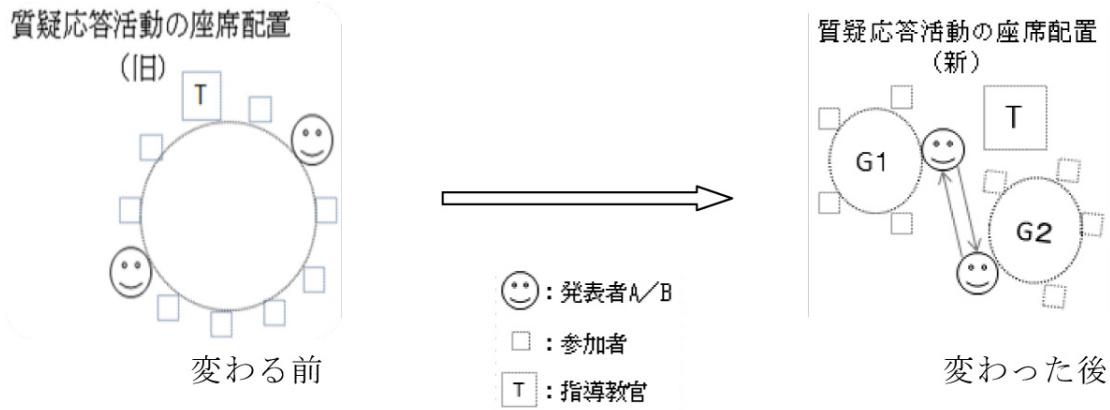 質疑応答活動の座席配置
(旧)
T
変わる前
:発表者A/B
:参加者
T:指導教官
質疑応答活動の座席配置
(新)
T
G1
G2
変わった後